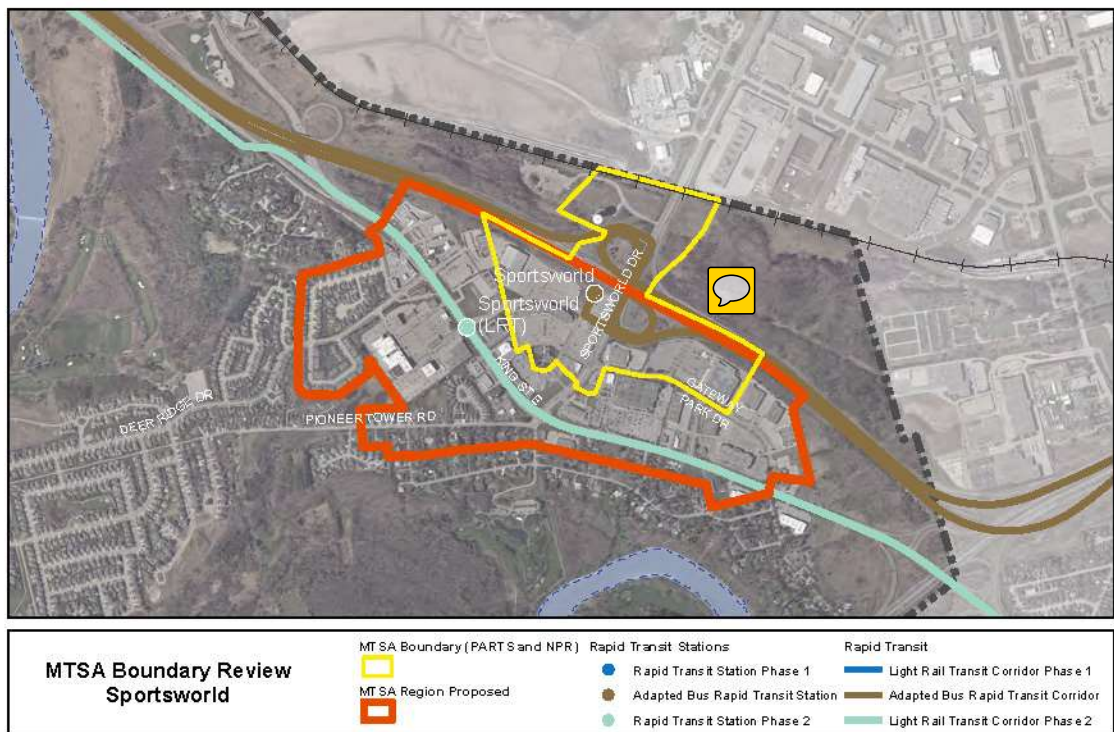 Sportsworld
Sportsworld
(LRT)
SPORTSWORLD DR
KING ST E
GATEWAY
PARK DR
DEER RIDGE DR
PIONEER TOWER RD
MTSA Boundary Review
Sportsworld
MTSA Boundary (PARTS and NPR)
MTSA Region Proposed
Rapid Transit Stations
Rapid Transit Station Phase 1
Adapted Bus Rapid Transit Station
Rapid Transit Station Phase 2
Rapid Transit
Light Rail Transit Corridor Phase 1
Adapted Bus Rapid Transit Corridor
Light Rail Transit Corridor Phase 2